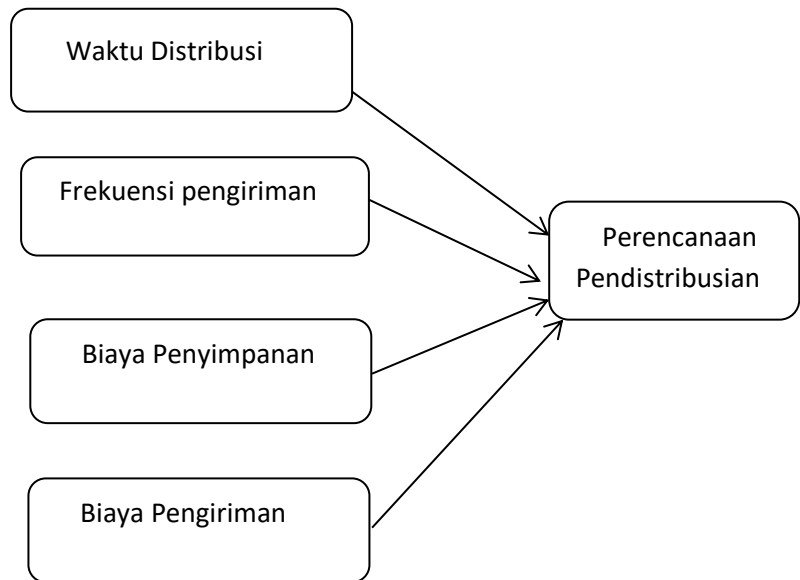 Waktu Distribusi
Frekuensi pengiriman
Perencanaan
Pendistribusian
Biaya Penyimpanan
Biaya Pengiriman